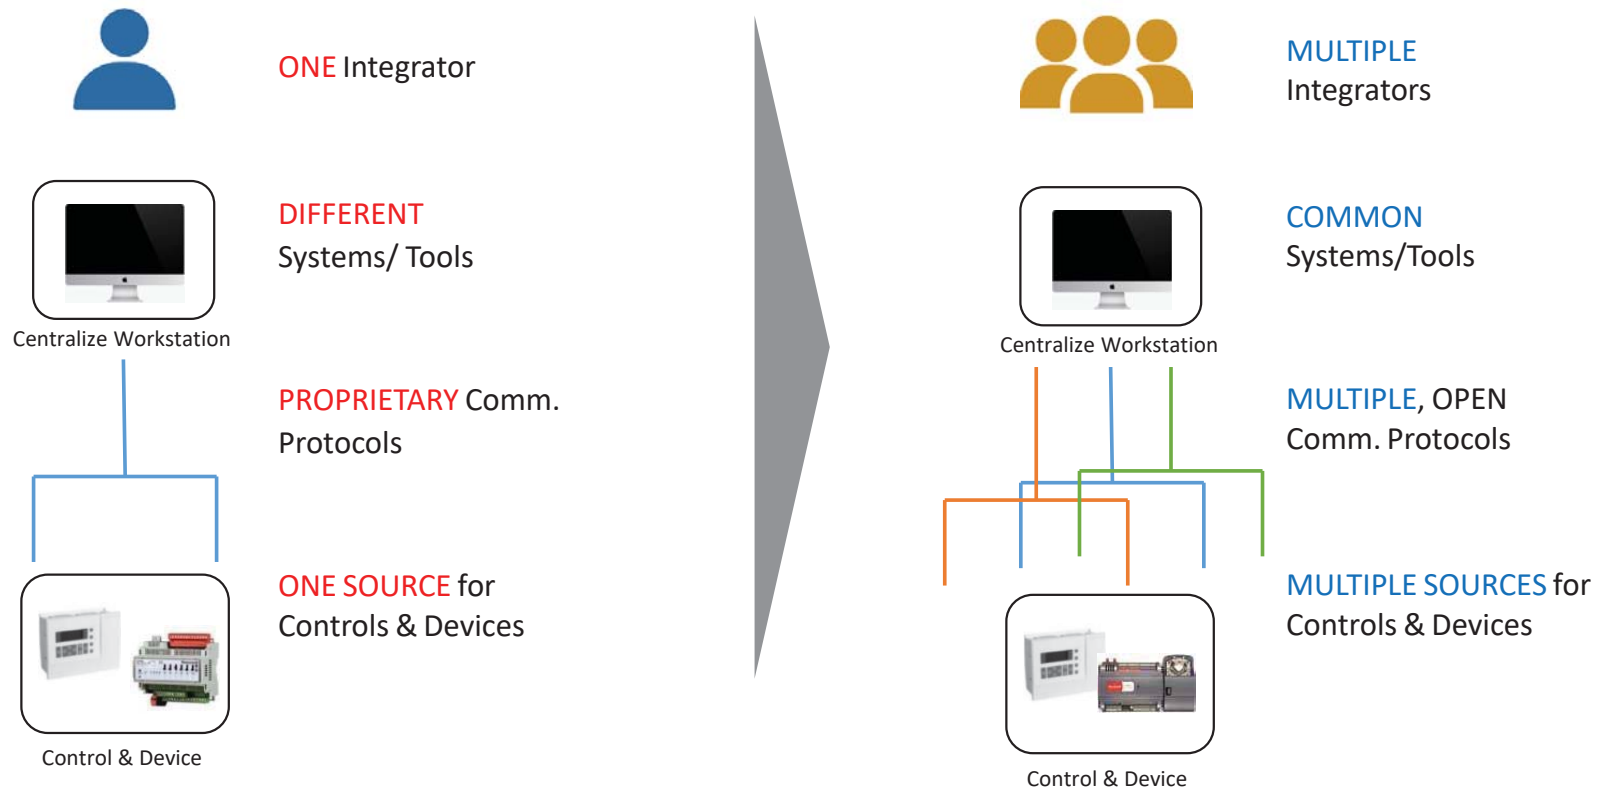 ONE Integrator
DIFFERENT
Systems/ Tools
Centralize Workstation
PROPRIETARY Comm.
Protocols
ONE SOURCE for
Controls & Devices
Control & Device
MULTIPLE
Integrators
COMMON
Systems/Tools
Centralize Workstation
MULTIPLE, OPEN
Comm. Protocols
MULTIPLE SOURCES for
Controls & Devices
Control & Device